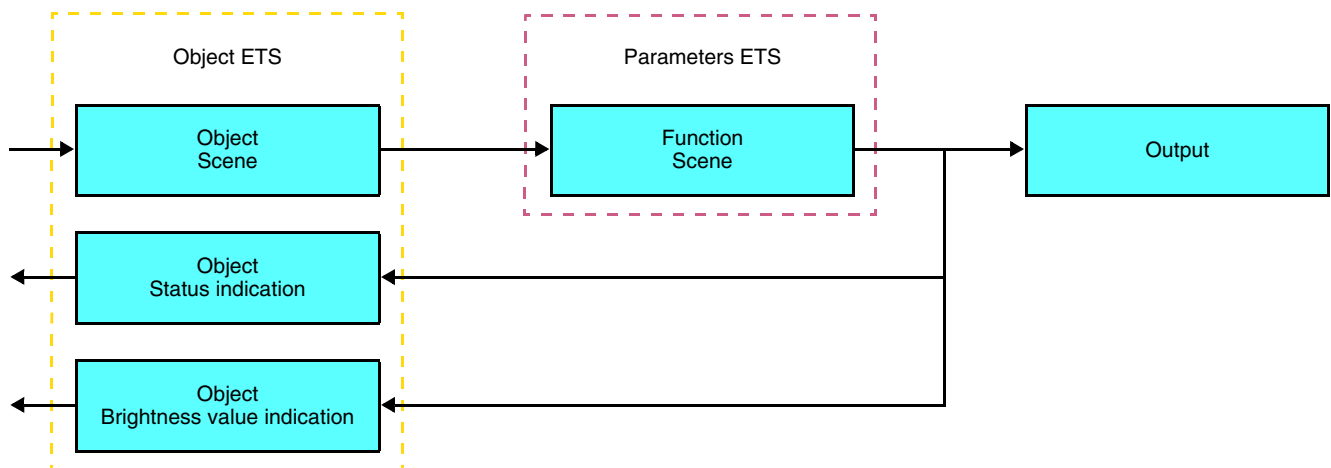 Object ETS
Parameters ETS
Object
Scene
Function
Scene
Output
Object
Status indication
Object
Brightness value indication